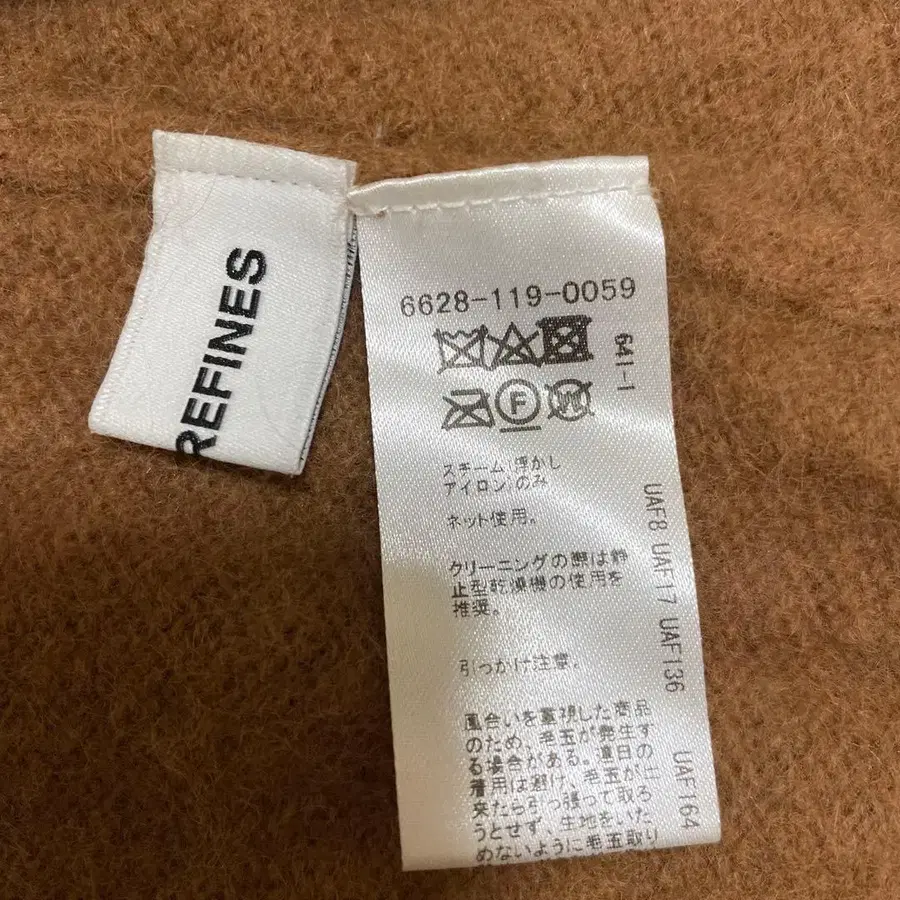 REFINES
6628-119-0059
641-1
F
W
スチーム(浮かし
アイロン)のみ
ネット使用。
クリーニングの際は静
止型乾燥機の使用を
推奨。
引っかけ注意。
風合いを重視した商品
のため、毛玉が発生す
る場合がある。連日の
着用は避け、毛玉が出
来たら引っ張って取ろ
うとせず、生地をいた
めないように毛玉取り
UAF8 UAF17 UAF136 UAF164